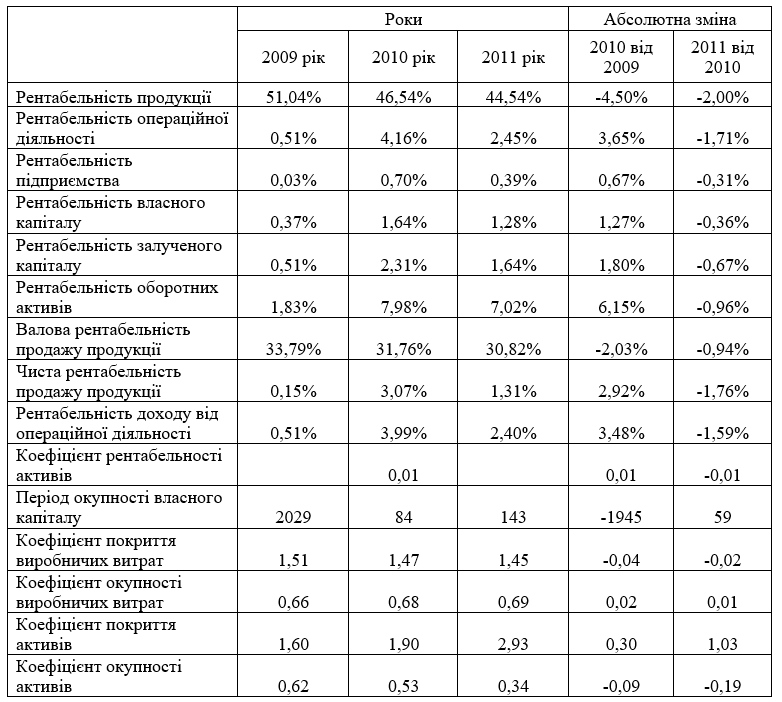 Роки Абсолютна зміна
2009 рік 2010 рік 2011 рік 2010 від 2009 2011 від 2010
Рентабельність продукції 51,04% 46,54% 44,54% -4,50% -2,00%
Рентабельність операційної
діяльності 0,51% 4,16% 2,45% 3,65% -1,71%
Рентабельність
підприємства 0,03% 0,70% 0,39% 0,67% -0,31%
Рентабельність власного
капіталу 0,37% 1,64% 1,28% 1,27% -0,36%
Рентабельність залученого
капіталу 0,51% 2,31% 1,64% 1,80% -0,67%
Рентабельність оборотних
активів 1,83% 7,98% 7,02% 6,15% -0,96%
Валова рентабельність
продажу продукції 33,79% 31,76% 30,82% -2,03% -0,94%
Чиста рентабельність
продажу продукції 0,15% 3,07% 1,31% 2,92% -1,76%
Рентабельність доходу від
операційної діяльності 0,51% 3,99% 2,40% 3,48% -1,59%
Коефіцієнт рентабельності
активів 0,01 0,01 -0,01
Період окупності власного
капіталу 2029 84 143 -1945 59
Коефіцієнт покриття
виробничих витрат 1,51 1,47 1,45 -0,04 -0,02
Коефіцієнт окупності
виробничих витрат 0,66 0,68 0,69 0,02 0,01
Коефіцієнт покриття
активів 1,60 1,90 2,93 0,30 1,03
Коефіцієнт окупності
активів 0,62 0,53 0,34 -0,09 -0,19